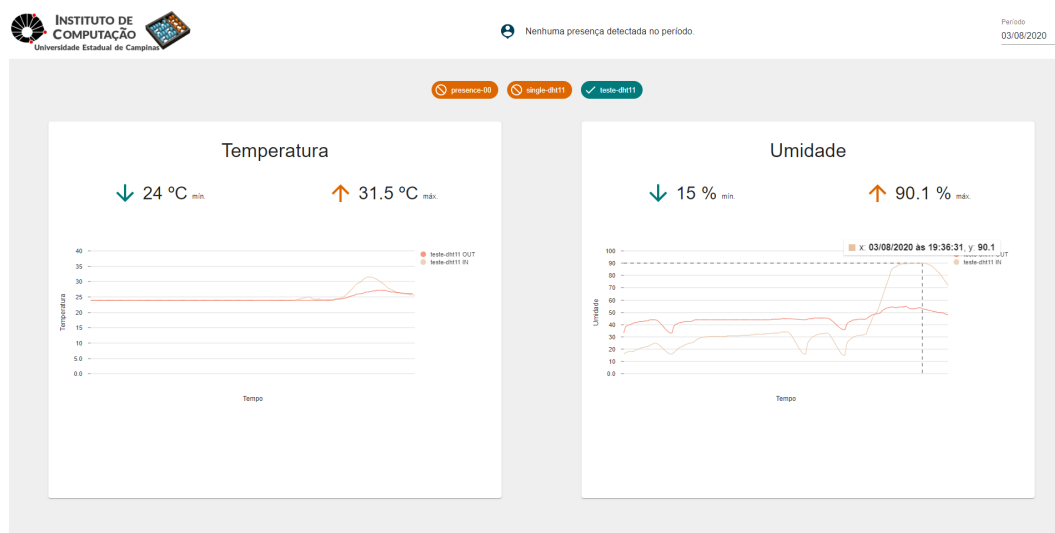 INSTITUTO DE
COMPUTAÇÃO
Universidade Estadual de Campinas
Nenhuma presença detectada no período.
Período
03/08/2020
presence-00
single-dht11
teste-dht11
Temperatura
24 ºC mín.
31.5 ºC máx.
40
35
30
25
20
15
10
5.0
0.0
Temperatura
Tempo
teste-dht11 OUT
teste-dht11 IN
Umidade
15 % mín.
90.1 % máx.
x: 03/08/2020 às 19:36:31, y: 90.1
100
90
80
70
60
50
40
30
20
10
0.0
Umidade
Tempo
teste-dht11 OUT
teste-dht11 IN